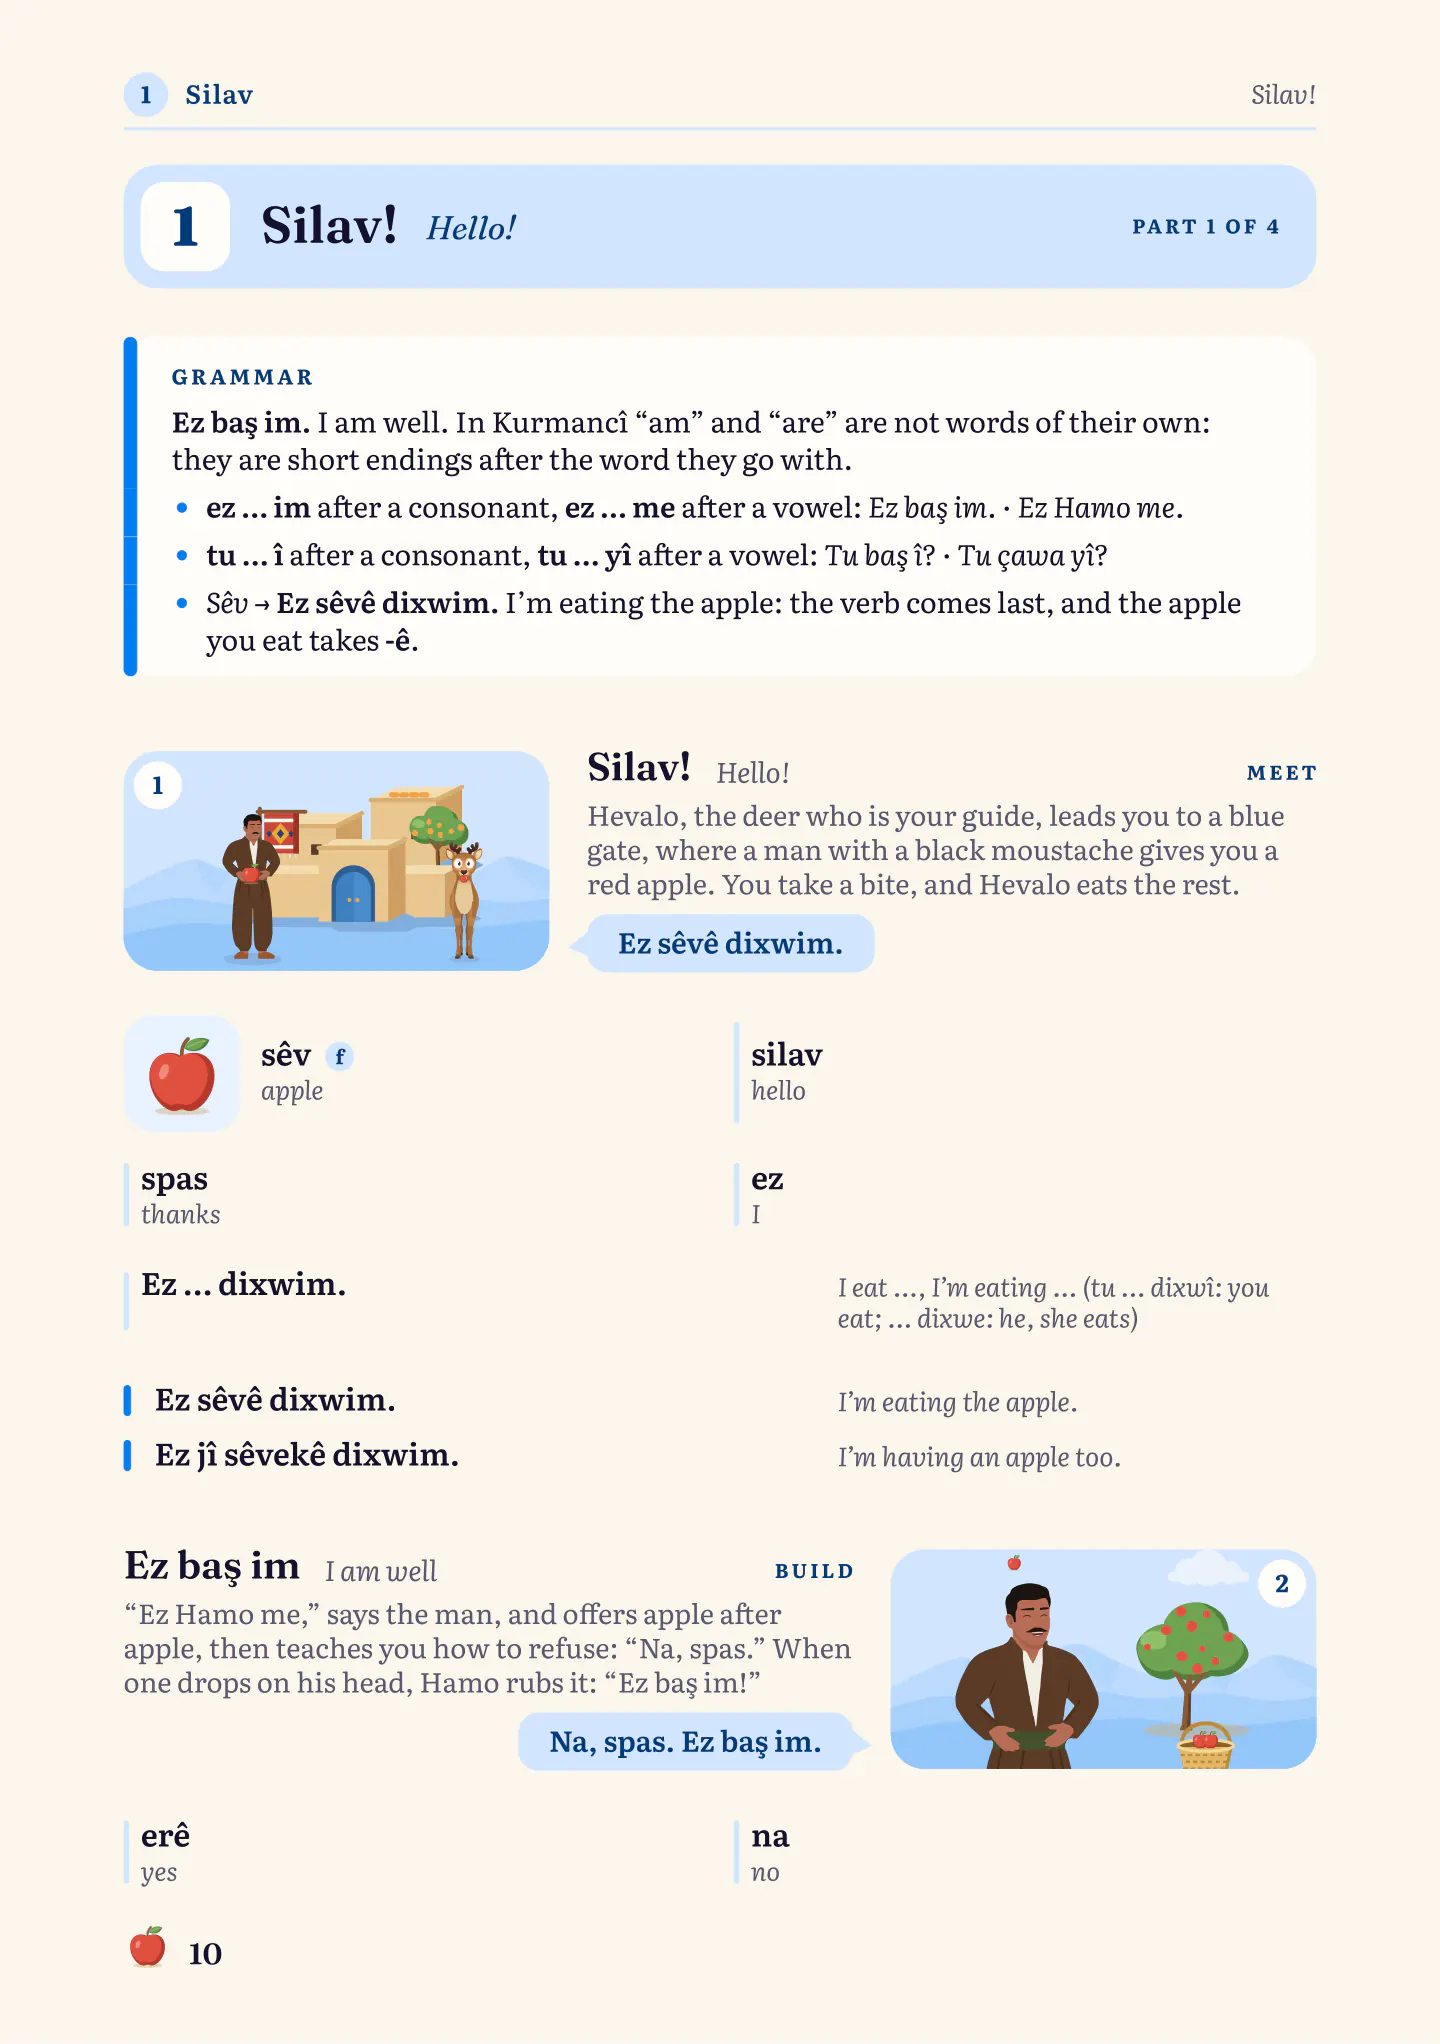 1 Silav
Silav!
1 Silav! Hello!
PART 1 OF 4
GRAMMAR
Ez baş im. I am well. In Kurmancî “am” and “are” are not words of their own:
they are short endings after the word they go with.
• ez … im after a consonant, ez … me after a vowel: Ez baş im. · Ez Hamo me.
• tu … î after a consonant, tu … yî after a vowel: Tu baş î? · Tu çawa yî?
• Sêv → Ez sêvê dixwim. I’m eating the apple: the verb comes last, and the apple
you eat takes -ê.
1
Silav! Hello!
MEET
Hevalo, the deer who is your guide, leads you to a blue
gate, where a man with a black moustache gives you a
red apple. You take a bite, and Hevalo eats the rest.
Ez sêvê dixwim.
sêv f
apple
silav
hello
spas
thanks
ez
I
Ez … dixwim.
I eat …, I’m eating … (tu … dixwî: you
eat; … dixwe: he, she eats)
Ez sêvê dixwim.
I’m eating the apple.
Ez jî sêvekê dixwim.
I’m having an apple too.
Ez baş im I am well
BUILD
“Ez Hamo me,” says the man, and offers apple after
apple, then teaches you how to refuse: “Na, spas.” When
one drops on his head, Hamo rubs it: “Ez baş im!”
Na, spas. Ez baş im.
2
erê
yes
na
no
10